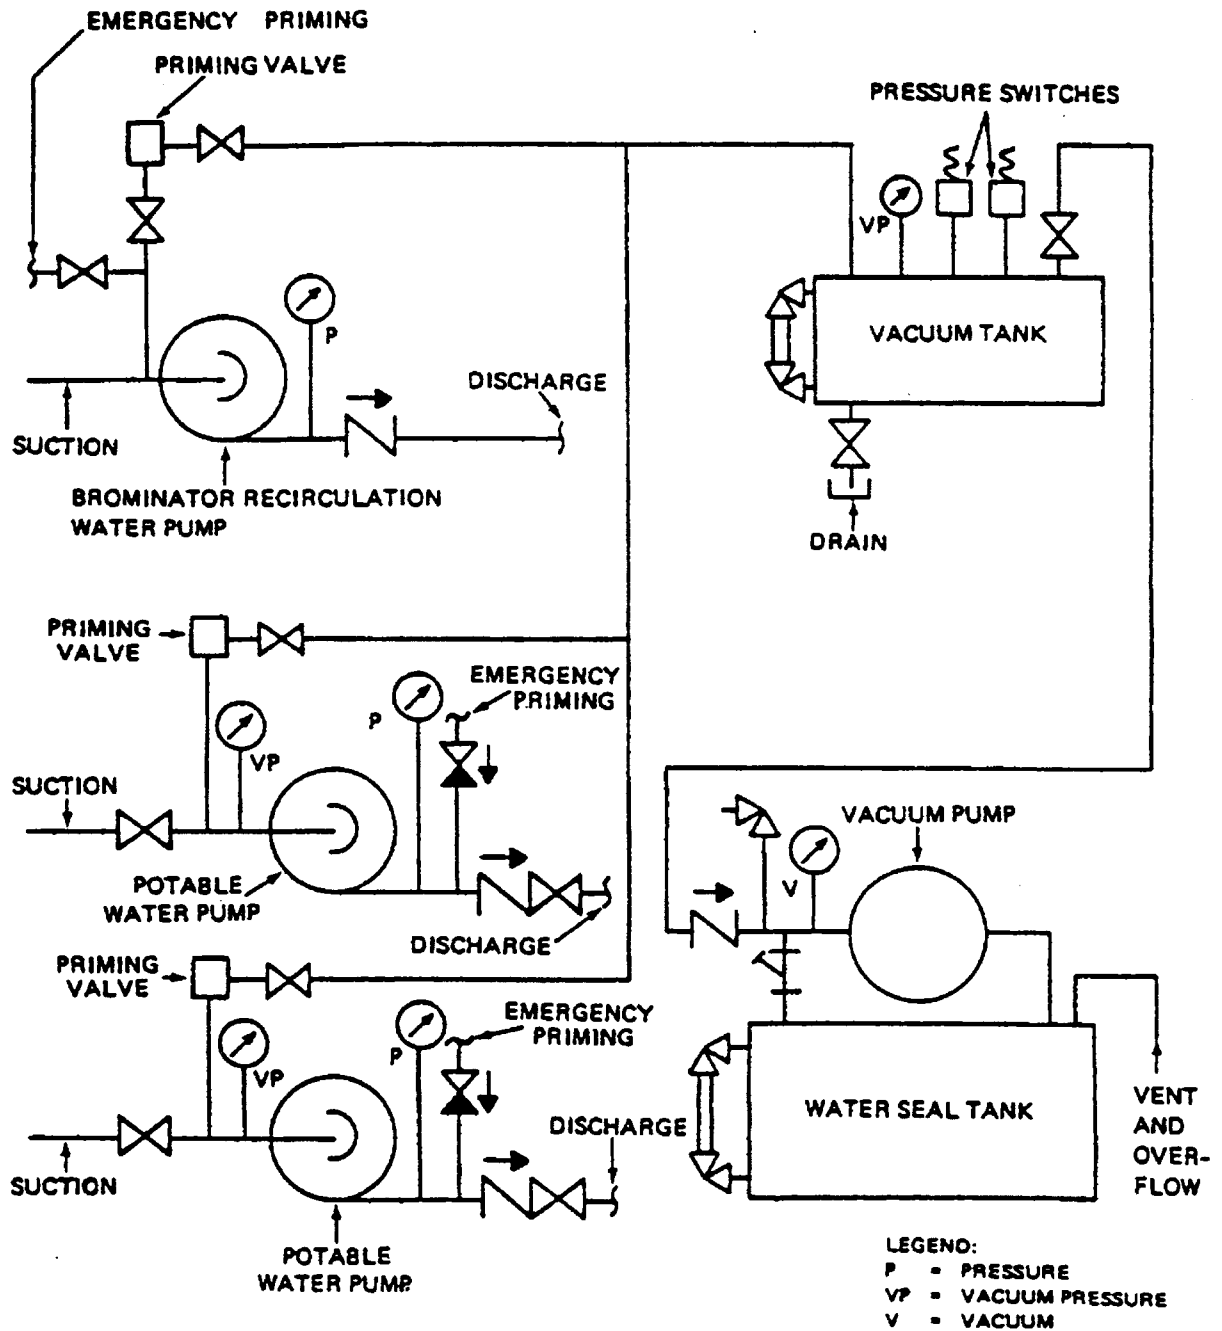 EMERGENCY PRIMING
PRIMING VALVE
PRESSURE SWITCHES
VP
VACUUM TANK
P
DISCHARGE
SUCTION
BROMINATOR RECIRCULATION
WATER PUMP
DRAIN
PRIMING
VALVE
EMERGENCY
PRIMING
P
VP
SUCTION
VACUUM PUMP
POTABLE
WATER PUMP
V
DISCHARGE
PRIMING
VALVE
EMERGENCY
PRIMING
P
VP
WATER SEAL TANK
VENT
AND
OVER-
FLOW
DISCHARGE
SUCTION
POTABLE
WATER PUMP
LEGEND:
P = PRESSURE
VP = VACUUM PRESSURE
V = VACUUM